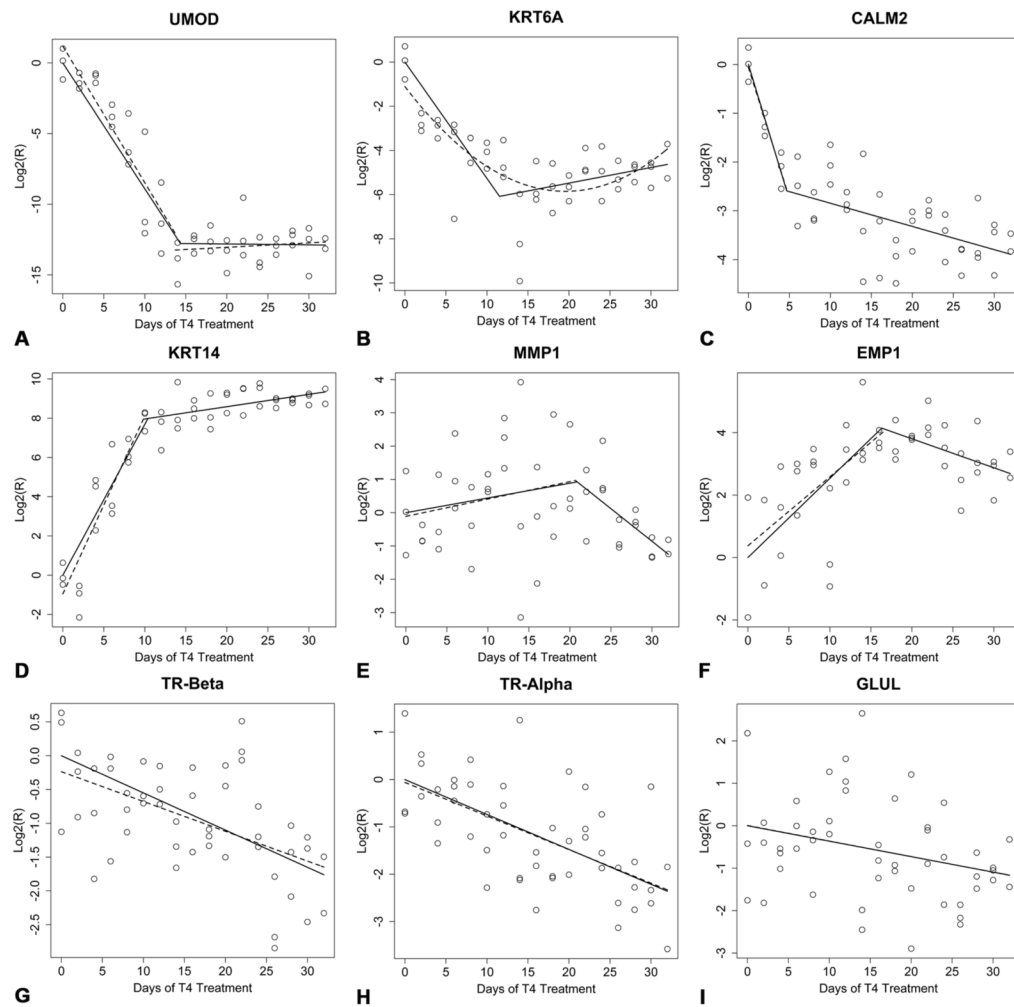 UMOD
KRT6A
CALM2
Log2(R)
0
-5
-10
-15
0 5 10 15 20 25 30
Days of T4 Treatment
A
Log2(R)
0
-2
-4
-6
-8
-10
0 5 10 15 20 25 30
Days of T4 Treatment
B
Log2(R)
0
-1
-2
-3
-4
0 5 10 15 20 25 30
Days of T4 Treatment
C
KRT14
MMP1
EMP1
Log2(R)
10
8
6
4
2
0
-2
0 5 10 15 20 25 30
Days of T4 Treatment
D
Log2(R)
4
3
2
1
0
-1
-2
-3
0 5 10 15 20 25 30
Days of T4 Treatment
E
Log2(R)
4
2
0
-2
0 5 10 15 20 25 30
Days of T4 Treatment
F
TR-Beta
TR-Alpha
GLUL
Log2(R)
0.5
0.0
-0.5
-1.0
-1.5
-2.0
-2.5
0 5 10 15 20 25 30
Days of T4 Treatment
G
Log2(R)
1
0
-1
-2
-3
0 5 10 15 20 25 30
Days of T4 Treatment
H
Log2(R)
2
1
0
-1
-2
-3
0 5 10 15 20 25 30
Days of T4 Treatment
I